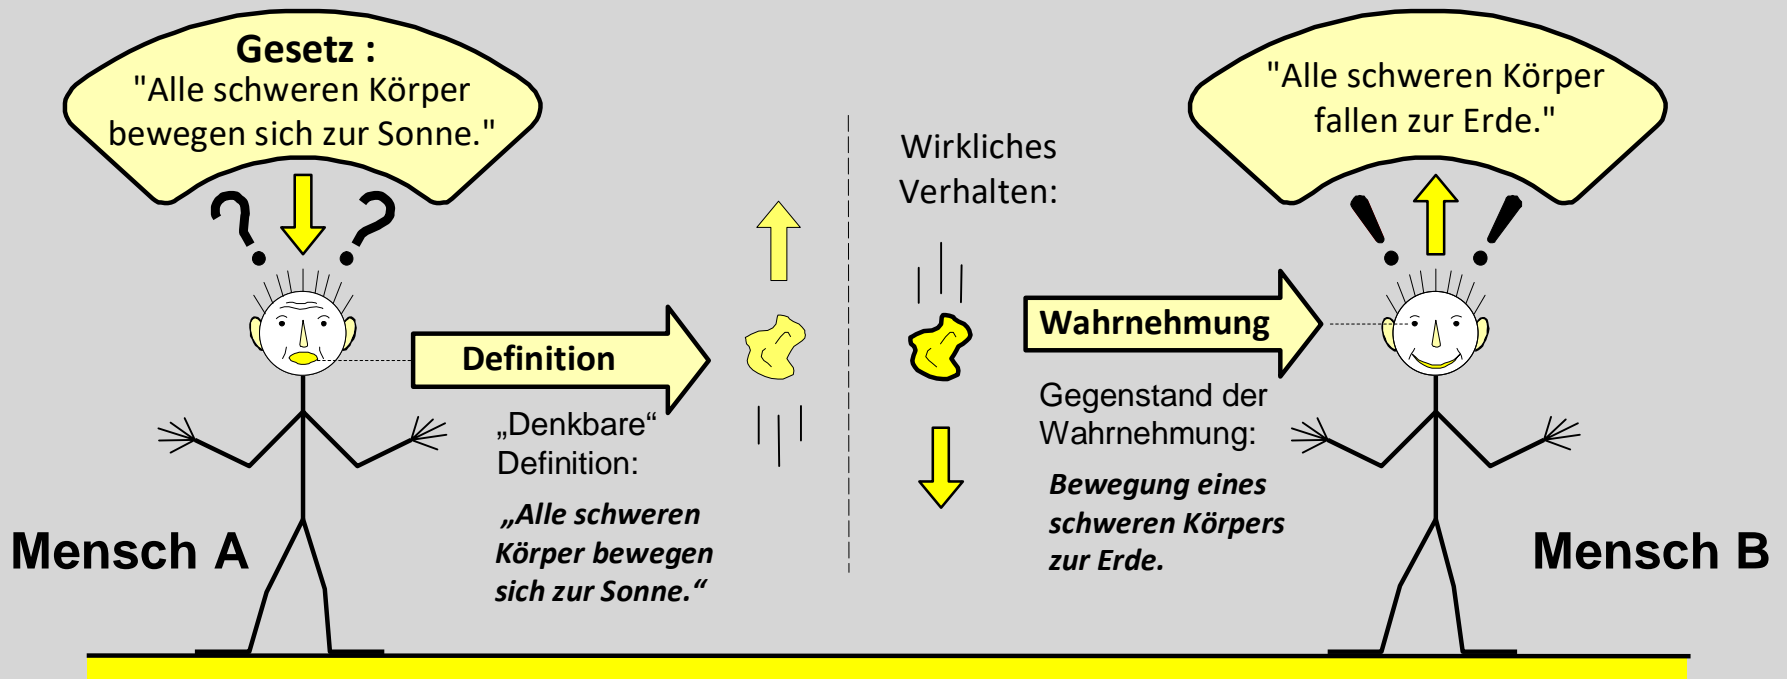 Gesetz :
"Alle schweren Körper
bewegen sich zur Sonne."
? ?
Definition
„Denkbare“
Definition:
„Alle schweren
Körper bewegen
sich zur Sonne.“
Mensch A
Wirkliches
Verhalten:
"Alle schweren Körper
fallen zur Erde."
! !
Wahrnehmung
Gegenstand der
Wahrnehmung:
Bewegung eines
schweren Körpers
zur Erde.
Mensch B